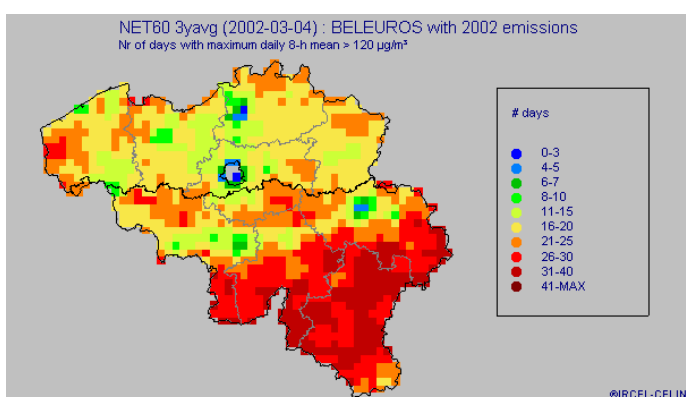 NET60 3yavg (2002-03-04) : BELEUROS with 2002 emissions
Nr of days with maximum daily 8-h mean > 120 µg/m³
# days
0-3
4-5
6-7
8-10
11-15
16-20
21-25
26-30
31-40
41-MAX
©IRCEL-CELIN